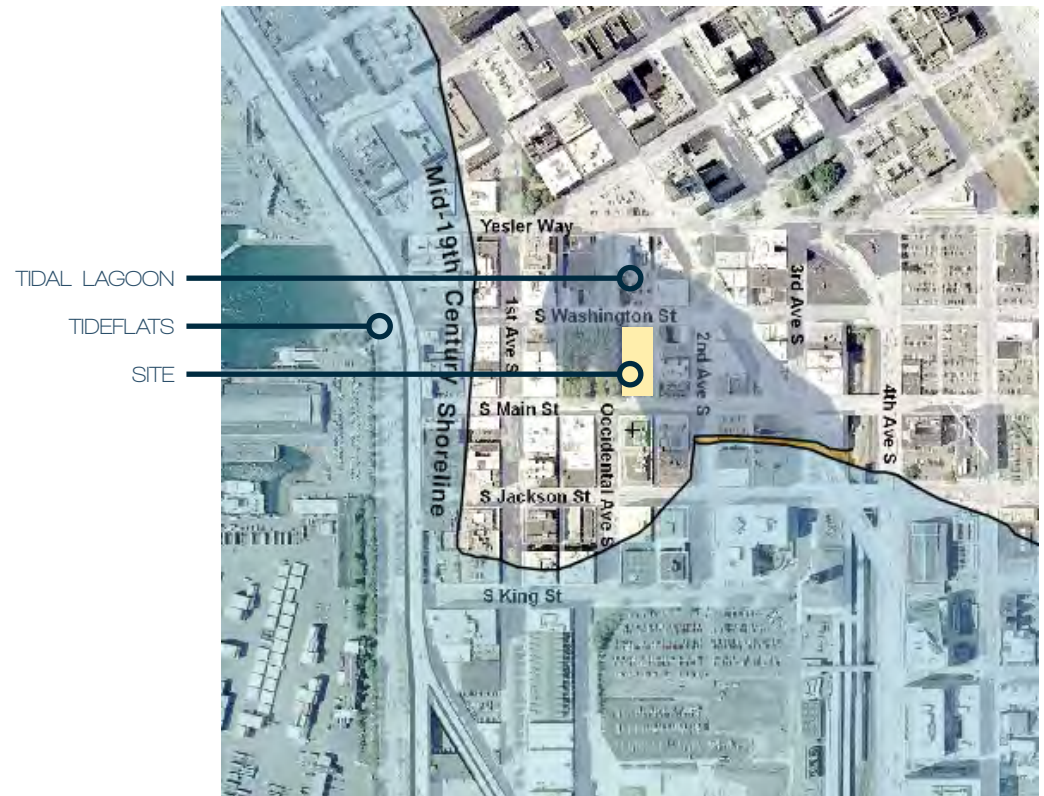 TIDAL LAGOON
TIDEFLATS
SITE
Mid-19th Century Shoreline
Yesler Way
1st Ave S
S Washington St
2nd Ave S
3rd Ave S
4th Ave S
S Main St
Occidental Ave S
S Jackson St
S King St